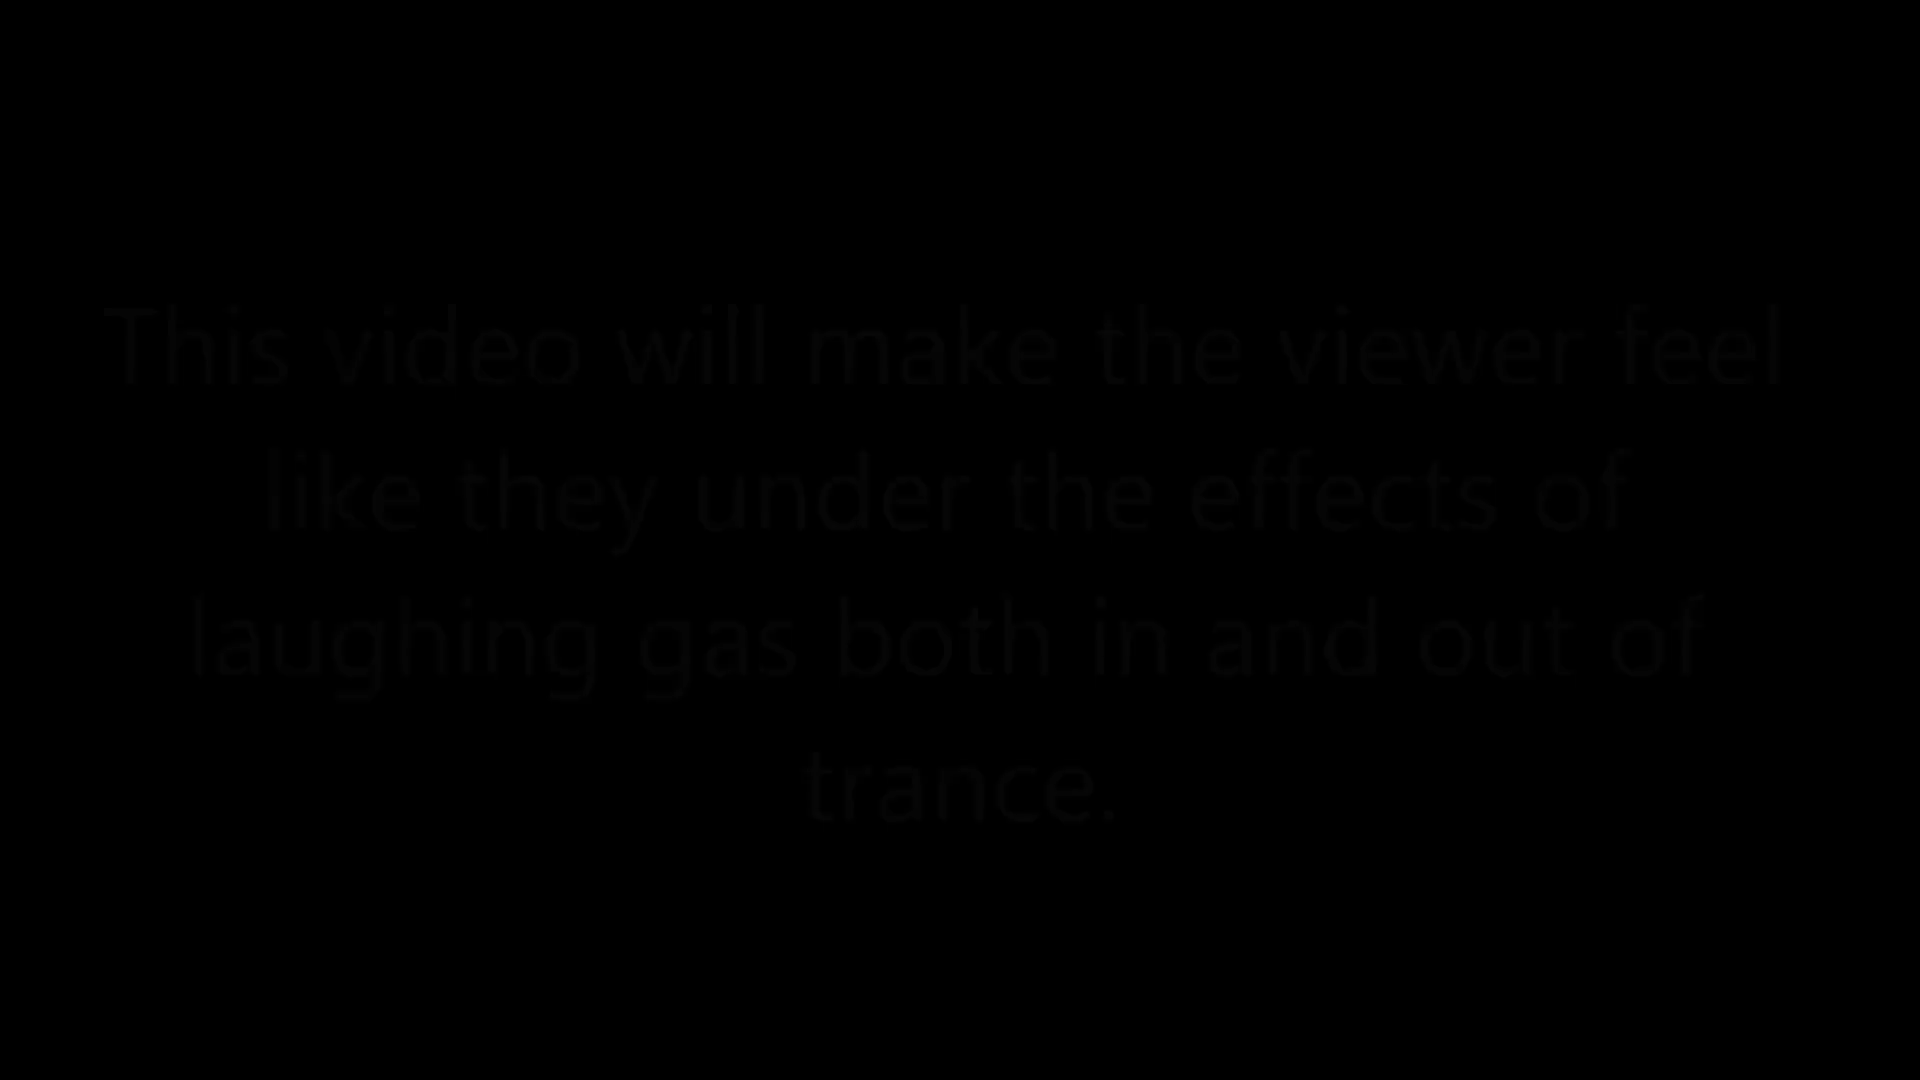 This video will make the viewer feel
like they under the effects of
laughing gas both in and out of
trance.